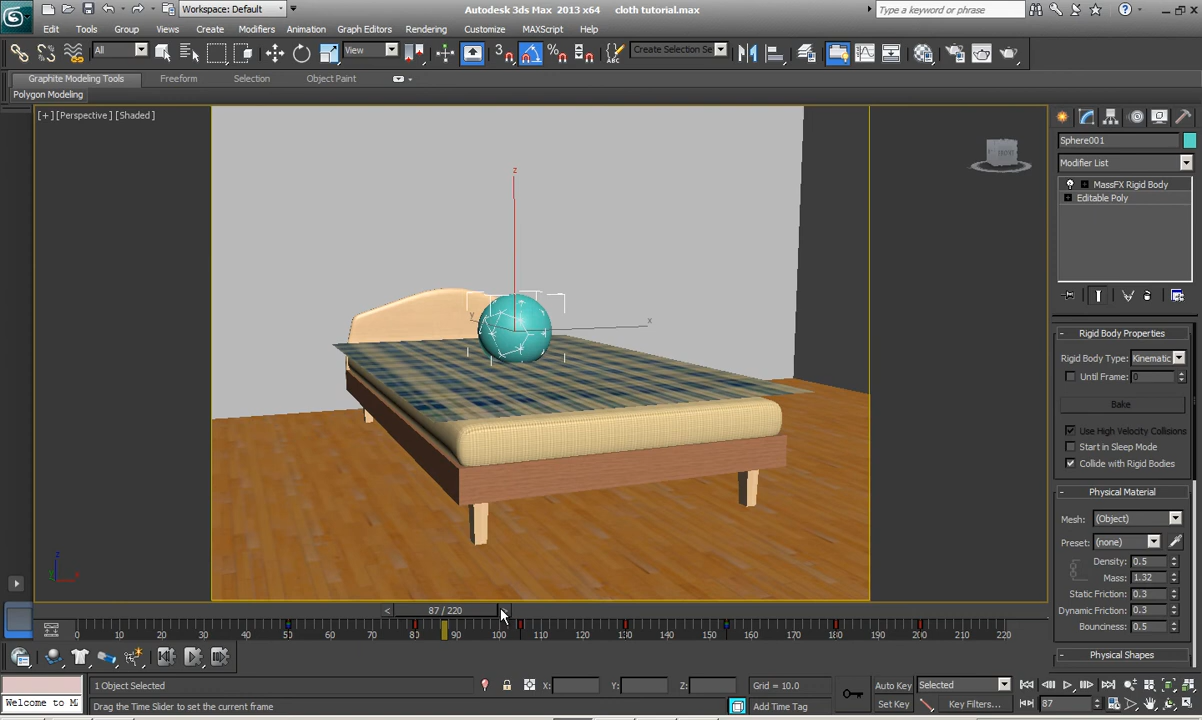 Workspace: Default
Autodesk 3ds Max 2013 x64 cloth tutorial.max
Type a keyword or phrase
Edit Tools Group Views Create Modifiers Animation Graph Editors Rendering Customize MAXScript Help
All
View
3
Create Selection Se
Graphite Modeling Tools Freeform Selection Object Paint
Polygon Modeling
[+] [Perspective] [Shaded]
Sphere001
Modifier List
MassFX Rigid Body
Editable Poly
Rigid Body Properties
Rigid Body Type: Kinematic
Until Frame: 0
Bake
Use High Velocity Collisions
Start in Sleep Mode
Collide with Rigid Bodies
Physical Material
Mesh: (Object)
Preset: (none)
Density: 0.5
Mass: 1.32
Static Friction: 0.3
Dynamic Friction: 0.3
Bounciness: 0.5
Physical Shapes
z
y
x
FRONT
z
x
< 87 / 220 >
0 10 20 30 40 50 60 70 80 90 100 110 120 130 140 150 160 170 180 190 200 210 220
1 Object Selected X: Y: Z: Grid = 10.0 Auto Key Selected
Welcome to M
Drag the Time Slider to set the current frame Add Time Tag Set Key Key Filters... 87